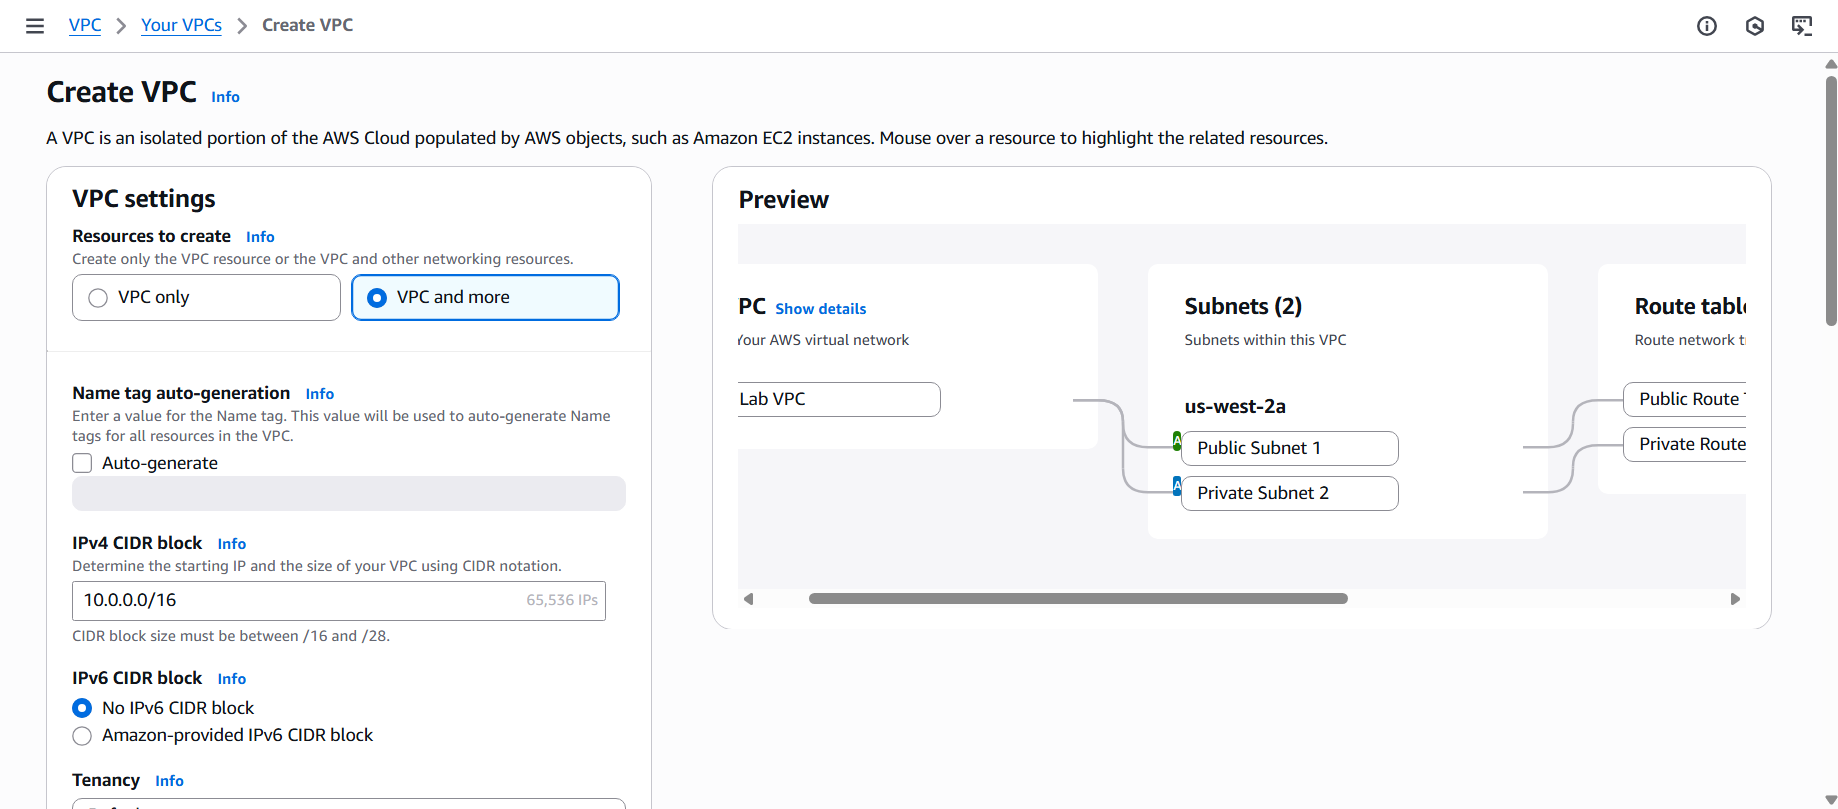 VPC
Your VPCs
Create VPC
Create VPC Info
A VPC is an isolated portion of the AWS Cloud populated by AWS objects, such as Amazon EC2 instances. Mouse over a resource to highlight the related resources.
VPC settings
Resources to create Info
Create only the VPC resource or the VPC and other networking resources.
VPC only
VPC and more
Name tag auto-generation Info
Enter a value for the Name tag. This value will be used to auto-generate Name
tags for all resources in the VPC.
Auto-generate
IPv4 CIDR block Info
Determine the starting IP and the size of your VPC using CIDR notation.
10.0.0.0/16 65,536 IPs
CIDR block size must be between /16 and /28.
IPv6 CIDR block Info
No IPv6 CIDR block
Amazon-provided IPv6 CIDR block
Tenancy Info
Preview
PC Show details
Your AWS virtual network
Lab VPC
Subnets (2)
Subnets within this VPC
us-west-2a
A Public Subnet 1
A Private Subnet 2
Route
Route network
Public Route
Private Route